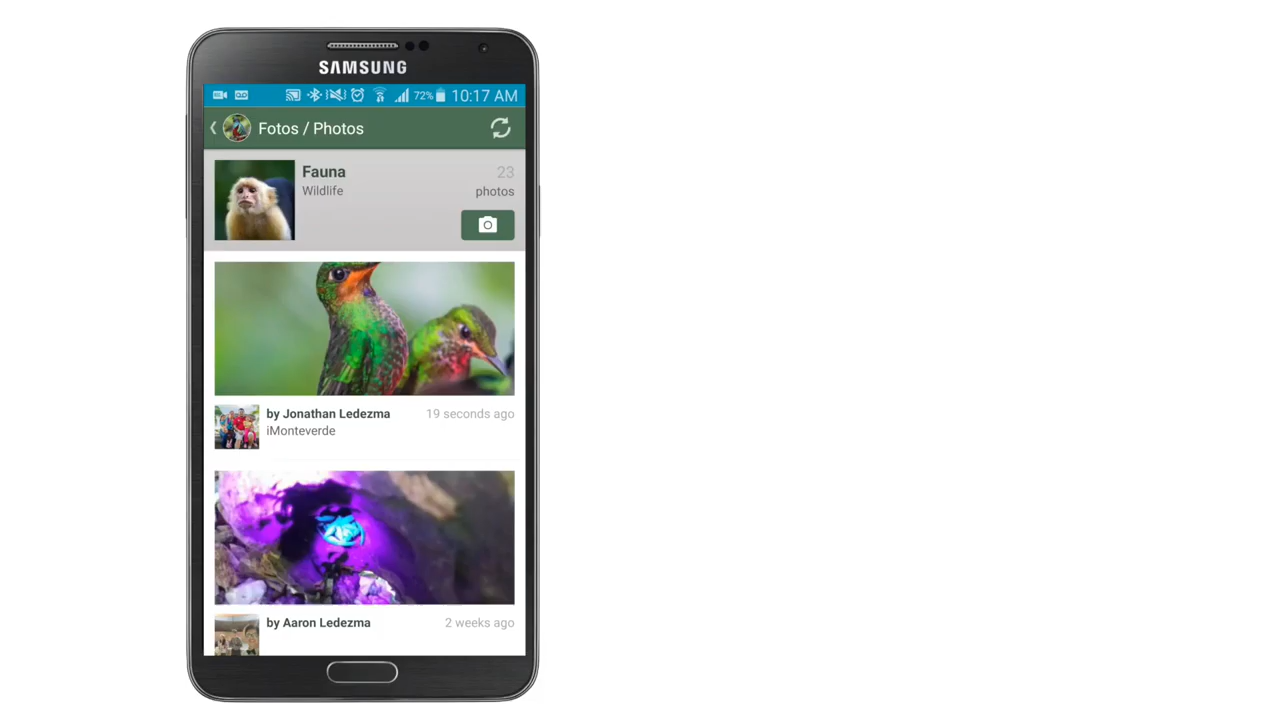 SAMSUNG
72% 10:17 AM
Fotos / Photos
Fauna 23
Wildlife photos
by Jonathan Ledezma 19 seconds ago
iMonteverde
by Aaron Ledezma 2 weeks ago